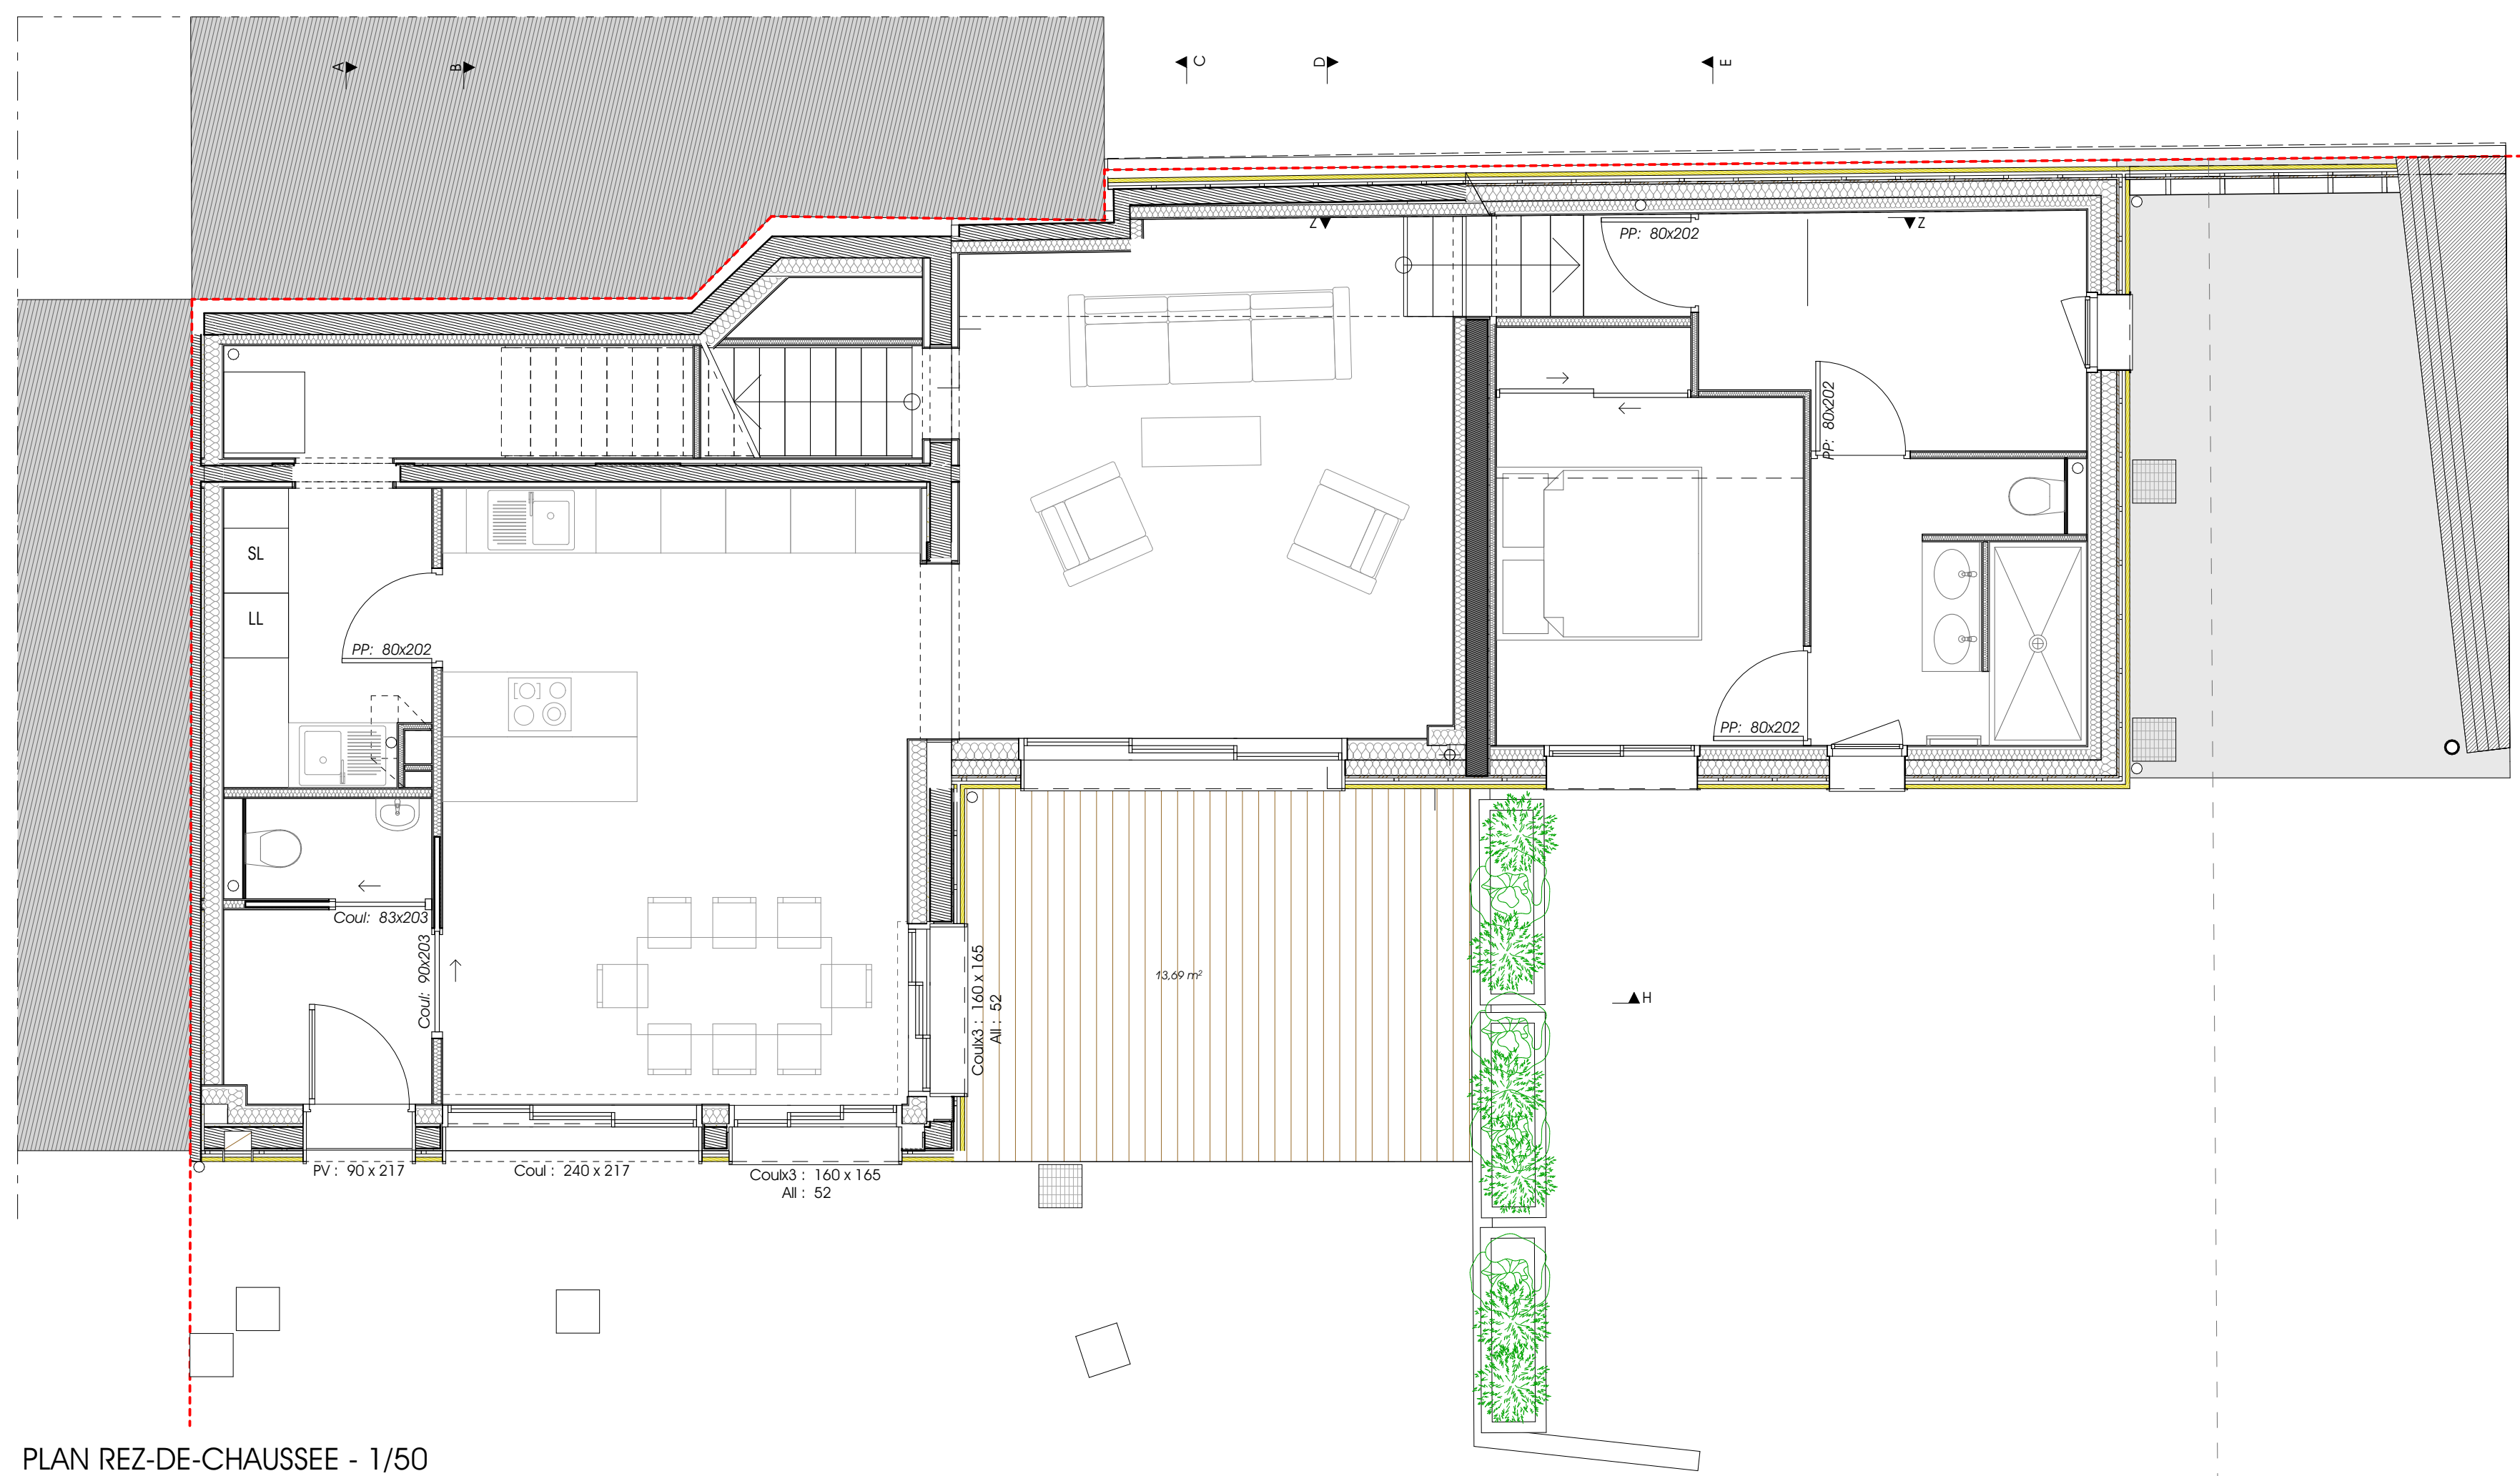 A
B
C
D
E
Z
Z
PP: 80x202
PP: 80x202
SL
LL
PP: 80x202
PP: 80x202
Coul: 83x203
Coul: 90x203
Coulx3 : 160 x 165
All : 52
13,69 m²
H
PV : 90 x 217
Coul : 240 x 217
Coulx3 : 160 x 165
All : 52
PLAN REZ-DE-CHAUSSEE - 1/50